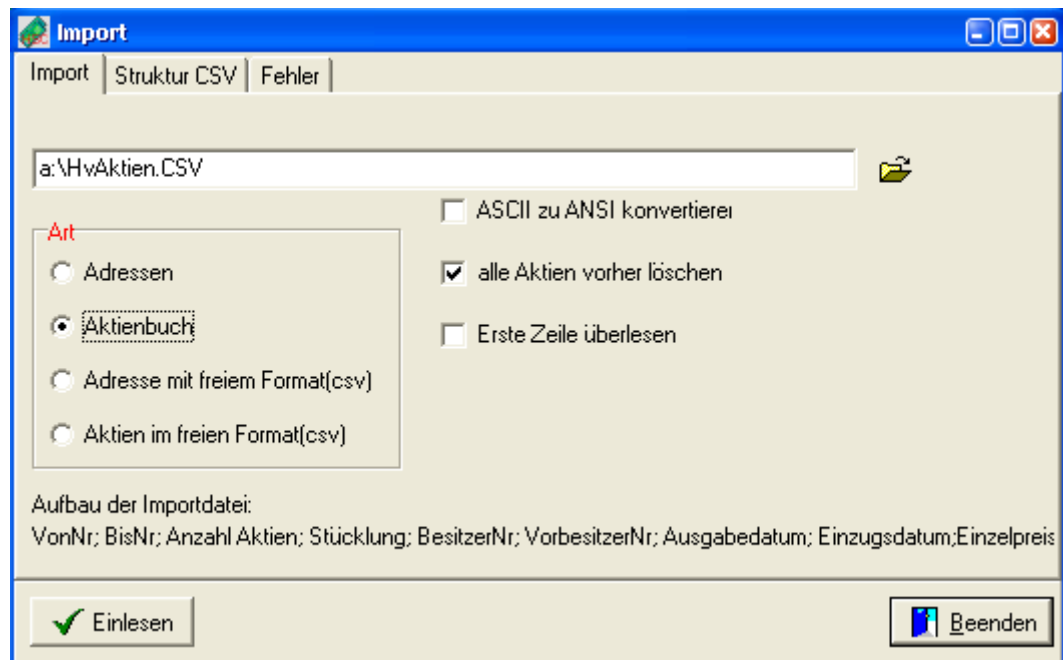 Import
Import Struktur CSV Fehler
a:\HvAktien.CSV
ASCII zu ANSI konvertierer
Art
Adressen
alle Aktien vorher löschen
Aktienbuch
Erste Zeile überlesen
Adresse mit freiem Format(csv)
Aktien im freien Format(csv)
Aufbau der Importdatei:
VonNr; BisNr; Anzahl Aktien; Stücklung; BesitzerNr; VorbesitzerNr; Ausgabedatum; Einzugsdatum;Einzelpreis
Einlesen Beenden